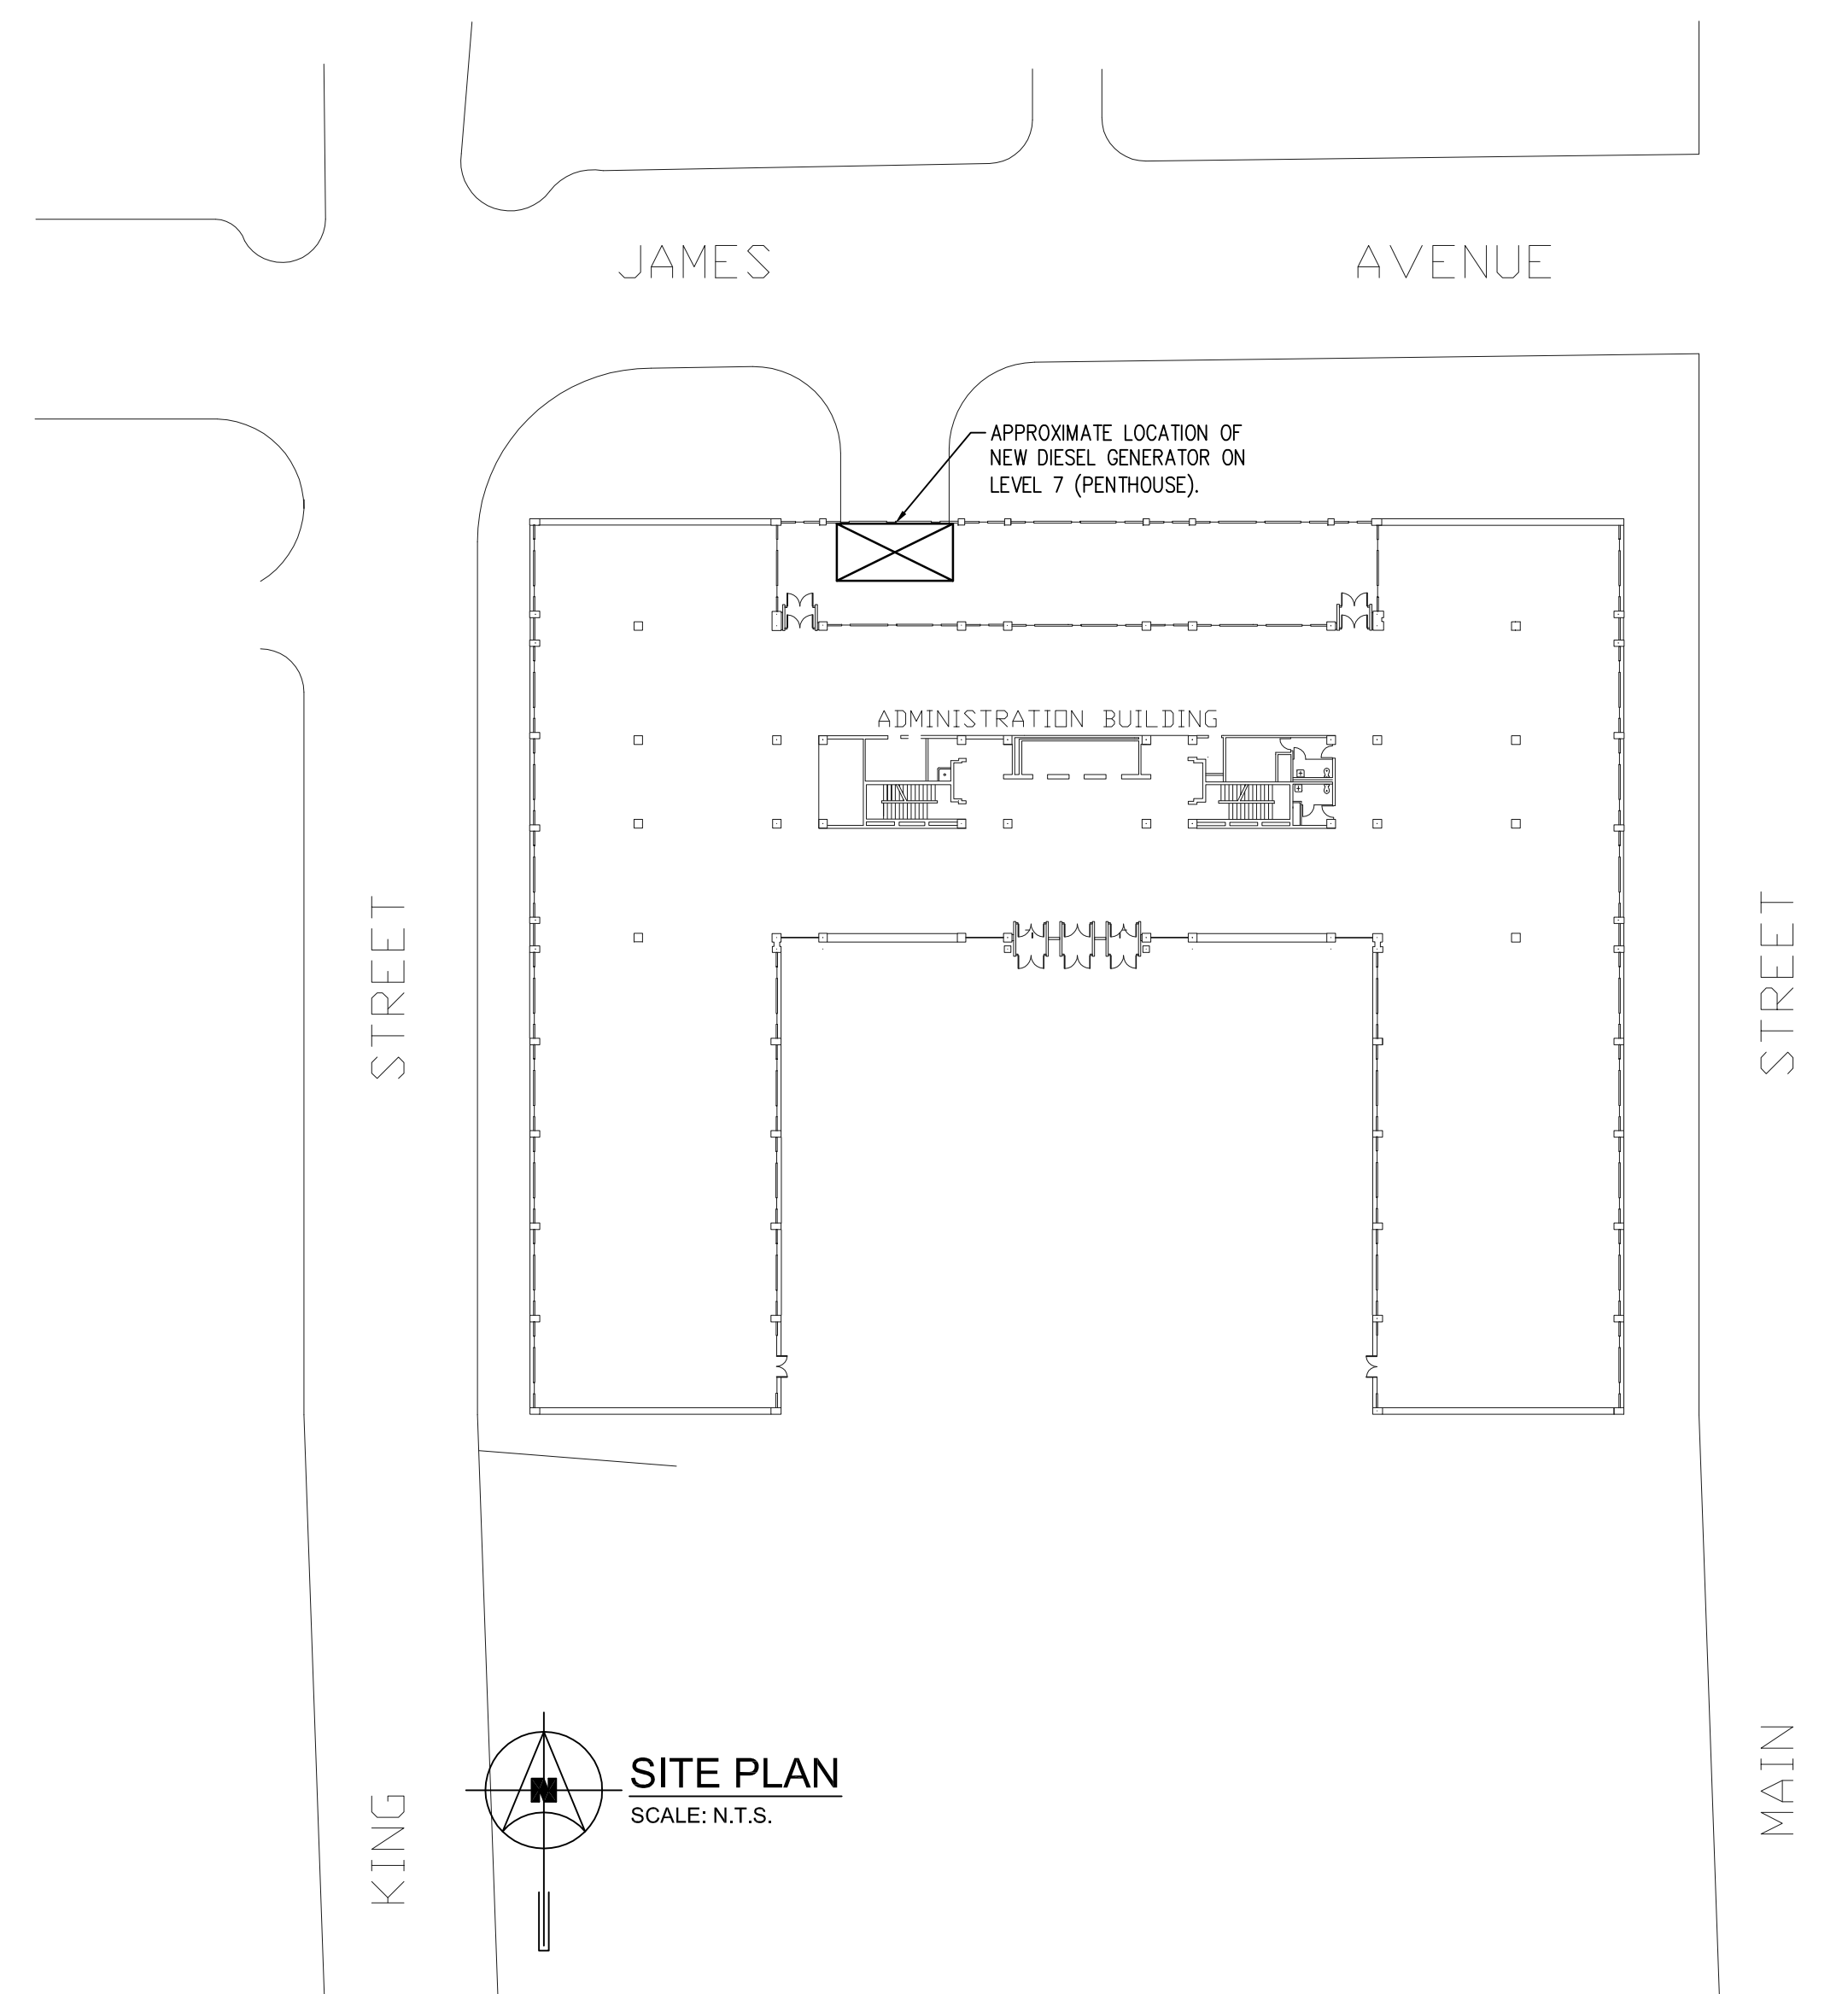 JAMES AVENUE
APPROXIMATE LOCATION OF
NEW DIESEL GENERATOR ON
LEVEL 7 (PENTHOUSE).
ADMINISTRATION BUILDING
KING STREET
MAIN STREET
N
SITE PLAN
SCALE: N.T.S.